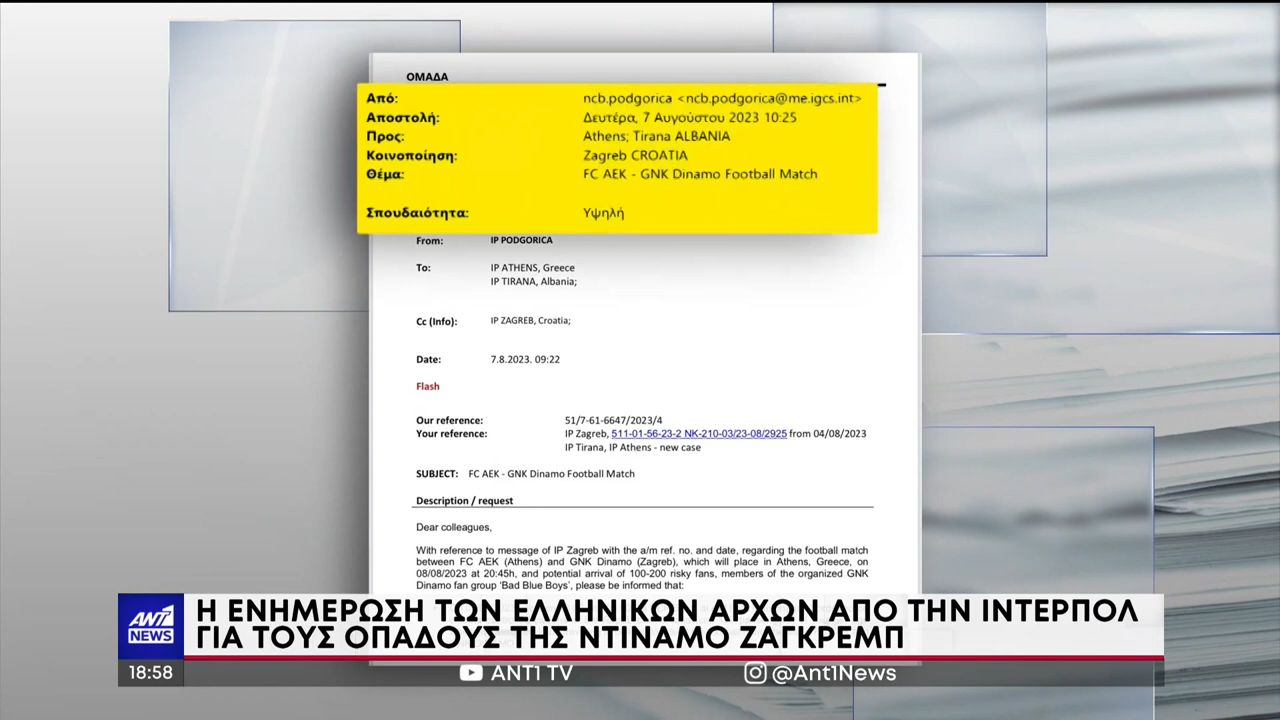 ΟΜΑΔΑ
Από: ncb.podgorica <ncb.podgorica@me.igcs.int>
Αποστολή: Δευτέρα, 7 Αυγούστου 2023 10:25
Προς: Athens; Tirana ALBANIA
Κοινοποίηση: Zagreb CROATIA
Θέμα: FC AEK - GNK Dinamo Football Match
Σπουδαιότητα: Υψηλή
From: IP PODGORICA
To: IP ATHENS, Greece
IP TIRANA, Albania;
Cc (Info): IP ZAGREB, Croatia;
Date: 7.8.2023. 09:22
Flash
Our reference: 51/7-61-6647/2023/4
Your reference: IP Zagreb, 511-01-56-23-2 NK-210-03/23-08/2925 from 04/08/2023
IP Tirana, IP Athens - new case
SUBJECT: FC AEK - GNK Dinamo Football Match
Description / request
Dear colleagues,
With reference to message of IP Zagreb with the a/m ref. no. and date, regarding the football match
between FC AEK (Athens) and GNK Dinamo (Zagreb), which will place in Athens, Greece, on
08/08/2023 at 20:45h, and potential arrival of 100-200 risky fans, members of the organized GNK
Dinamo fan group 'Bad Blue Boys', please be informed that:
ANT1 NEWS
Η ΕΝΗΜΕΡΩΣΗ ΤΩΝ ΕΛΛΗΝΙΚΩΝ ΑΡΧΩΝ ΑΠΟ ΤΗΝ ΙΝΤΕΡΠΟΛ
ΓΙΑ ΤΟΥΣ ΟΠΑΔΟΥΣ ΤΗΣ ΝΤΙΝΑΜΟ ΖΑΓΚΡΕΜΠ
18:58 ANT1 TV @Ant1News